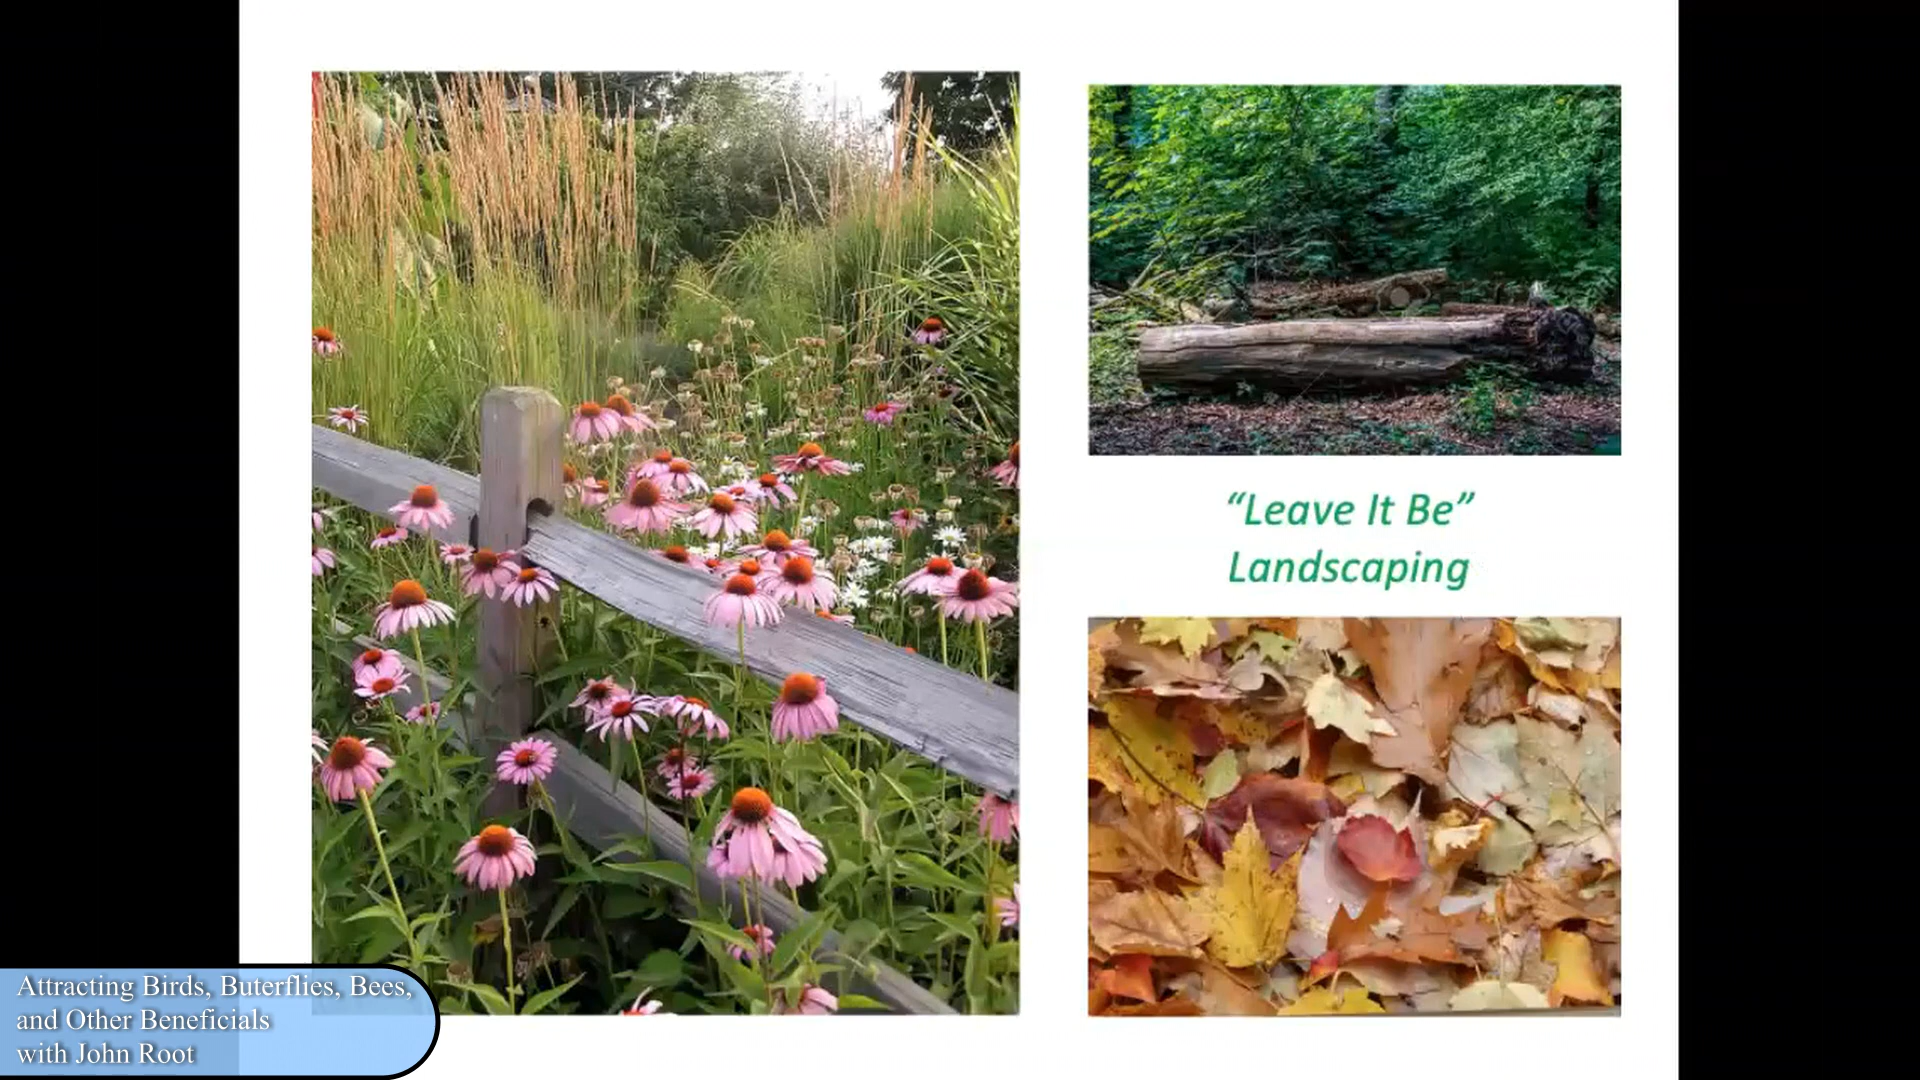 “Leave It Be”
Landscaping
Attracting Birds, Buterflies, Bees,
and Other Beneficials
with John Root